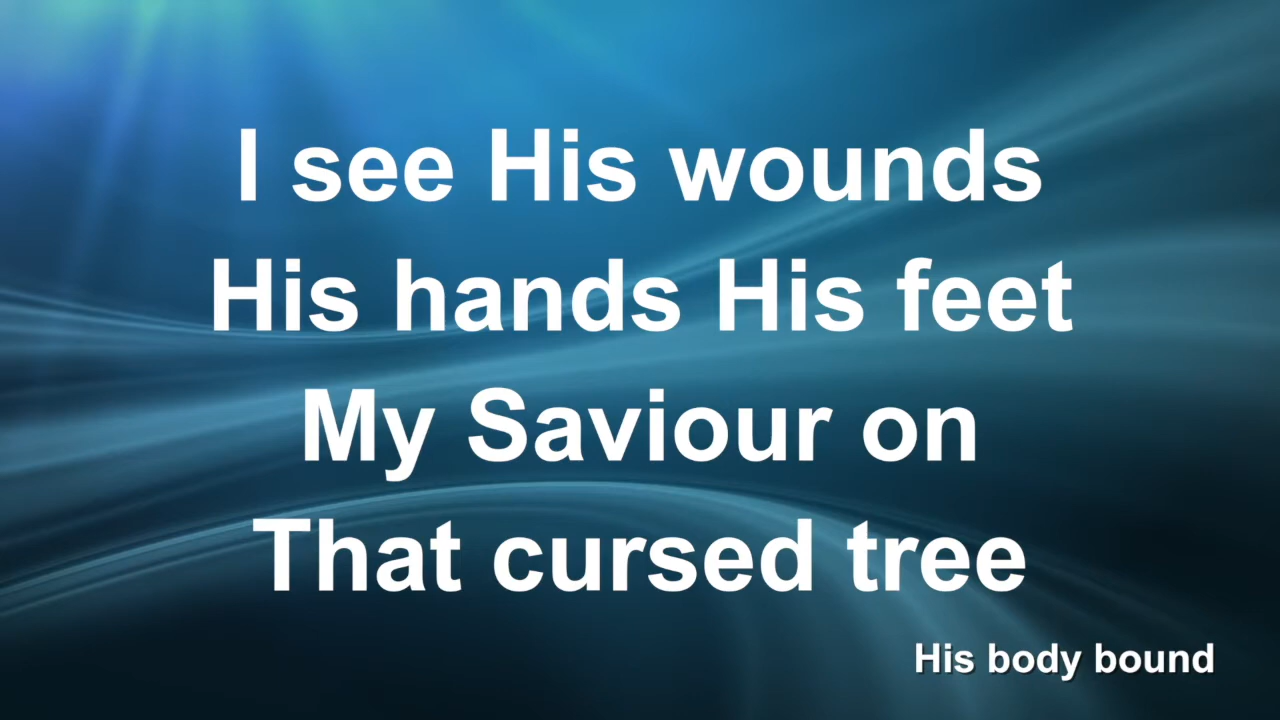 I see His wounds
His hands His feet
My Saviour on
That cursed tree
His body bound